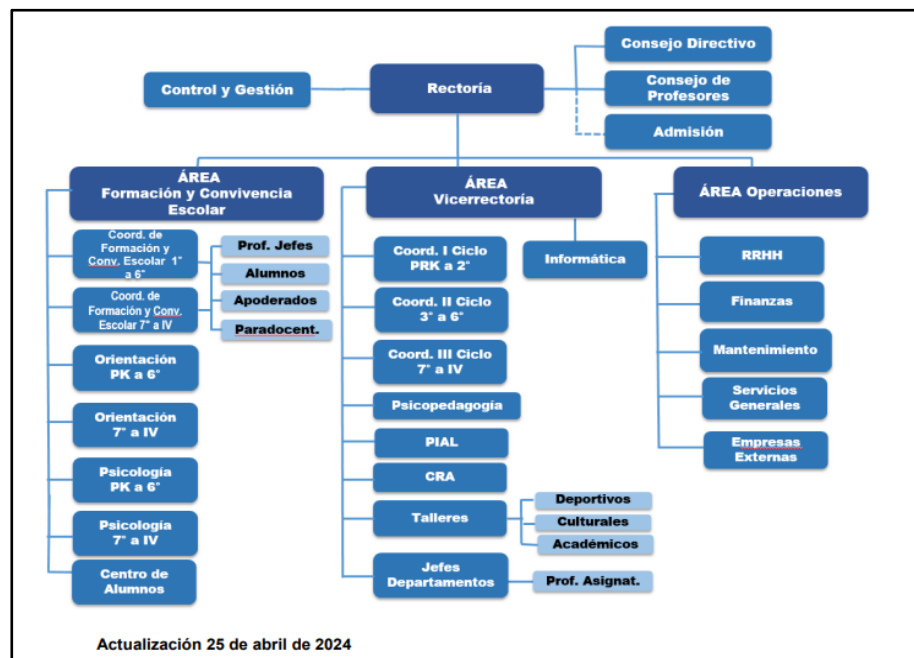 Consejo Directivo
Control y Gestión
Rectoría
Consejo de
Profesores
Admisión
ÁREA
Formación y Convivencia
Escolar
Coord. de
Formación y
Conv. Escolar 1°
a 6°
Prof. Jefes
Alumnos
Coord. de
Formación y Conv.
Escolar 7° a IV
Apoderados
Paradocent.
Orientación
PK a 6°
Orientación
7° a IV
Psicología
PK a 6°
Psicología
7° a IV
Centro de
Alumnos
ÁREA
Vicerrectoría
Coord. I Ciclo
PRK a 2°
Informática
Coord. II Ciclo
3° a 6°
Coord. III Ciclo
7° a IV
Psicopedagogía
PIAL
CRA
Talleres
Deportivos
Culturales
Académicos
Jefes
Departamentos
Prof. Asignat.
ÁREA Operaciones
RRHH
Finanzas
Mantenimiento
Servicios
Generales
Empresas
Externas
Actualización 25 de abril de 2024